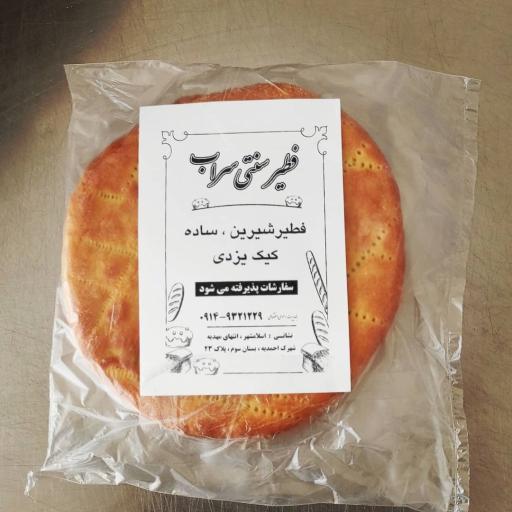 فطیر سنتی سراب
فطیر شیرین ، ساده
کیک یزدی
سفارشات پذیرفته می شود
۰۹۱۴-۹۳۲۱۲۲۹
نشانی : اسلامشهر ، انتهای مهدیه
شهرک احمدیه ، بستان سوم ، پلاک ۲۳